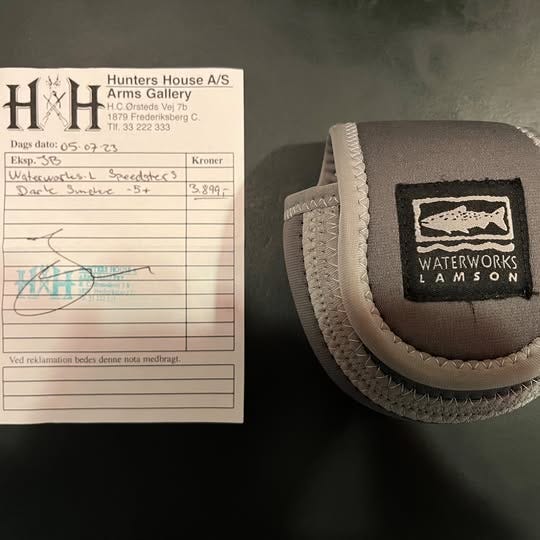 HH
Hunters House A/S
Arms Gallery
H.C.Ørsteds Vej 7b
1879 Frederiksberg C.
Tlf. 33 222 333
Dags dato: 05-07-23
Eksp. JB
Kroner
Waterworks-L Speedster S
Dark Smoke -5+ 3.899,-
HH
Ved reklamation bedes denne nota medbragt.
WATERWORKS
LAMSON